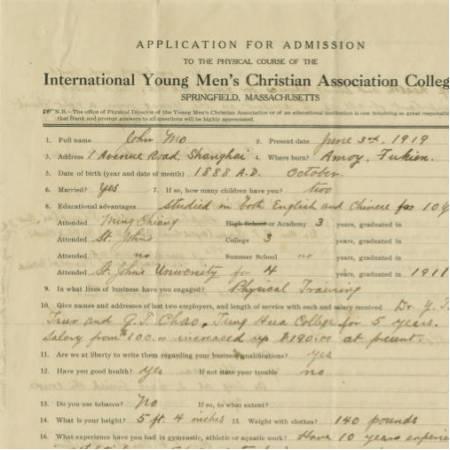 APPLICATION FOR ADMISSION
TO THE PHYSICAL COURSE OF THE
International Young Men's Christian Association Colleg
SPRINGFIELD, MASSACHUSETTS
N. B.—The office of Physical Director of the Young Men's Christian Association or of an educational institution is one involving so great responsi
that frank and prompt answers to all questions will be highly appreciated.
1. Full name John Mo 2. Present date June 3rd, 1919
3. Address 1 Avenue Road, Shanghai 4. Where born? Amoy, Fukien.
5. Date of birth (year and date of month) 1888 A.D. October.
6. Married? Yes 7. If so, how many children have you? two
8. Educational advantages studied in both English and Chinese for 10 y
Attended Ming Chiang High School or Academy 3 years, graduated in
Attended St. John's College 3 years, graduated in
Attended no Summer School no years, graduated in
Attended St. John's University for 4 years, graduated in 1911
9. In what lines of business have you engaged? Physical Training
10. Give names and addresses of last two employers, and length of service with each and salary received Dr. Y. T.
Tsur and G. T. Chao, Tsing Hua College for 5 years.
Salary from $100.00 increased up $190.00 at present.
11. Are we at liberty to write them regarding your business qualifications? yes
12. Have you good health? yes If not state your trouble no
13. Do you use tobacco? No If so, to what extent?
14. What is your height? 5 ft. 4 inches 15. Weight with clothes? 140 pounds
16. What experience have you had in gymnastic, athletic or aquatic work? Have 10 years experien